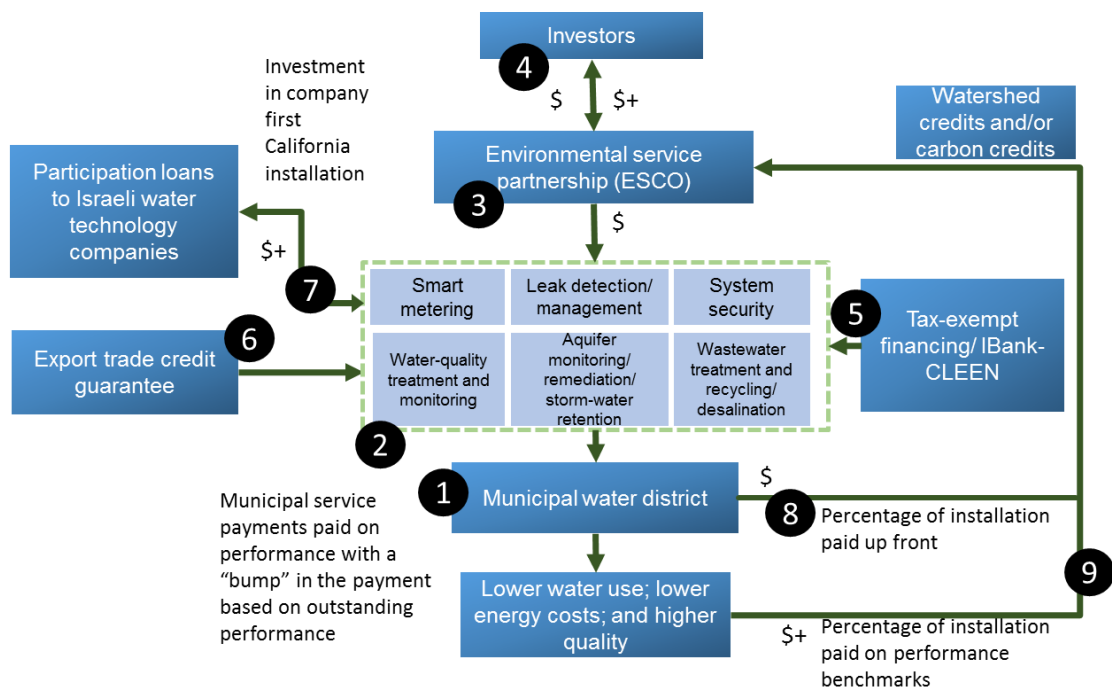 Investors
4
$
$+
Investment
in company
first
California
installation
Watershed
credits and/or
carbon credits
Environmental service
partnership (ESCO)
3
$
Participation loans
to Israeli water
technology
companies
$+
7
Smart
metering
Leak detection/
management
System
security
5
Tax-exempt
financing/ IBank-
CLEEN
6
Export trade credit
guarantee
Water-quality
treatment and
monitoring
Aquifer
monitoring/
remediation/
storm-water
retention
Wastewater
treatment and
recycling/
desalination
2
1
Municipal water district
$
8
Percentage of installation
paid up front
Municipal service
payments paid on
performance with a
“bump” in the payment
based on outstanding
performance
9
Lower water use; lower
energy costs; and higher
quality
$+
Percentage of installation
paid on performance
benchmarks